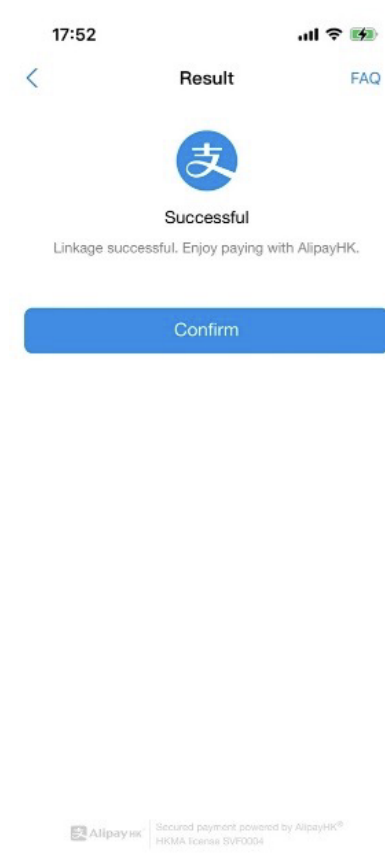 17:52
Result
FAQ
支
Successful
Linkage successful. Enjoy paying with AlipayHK.
Confirm
支 Alipay HK
Secured payment powered by AlipayHK®
HKMA license SVF0004